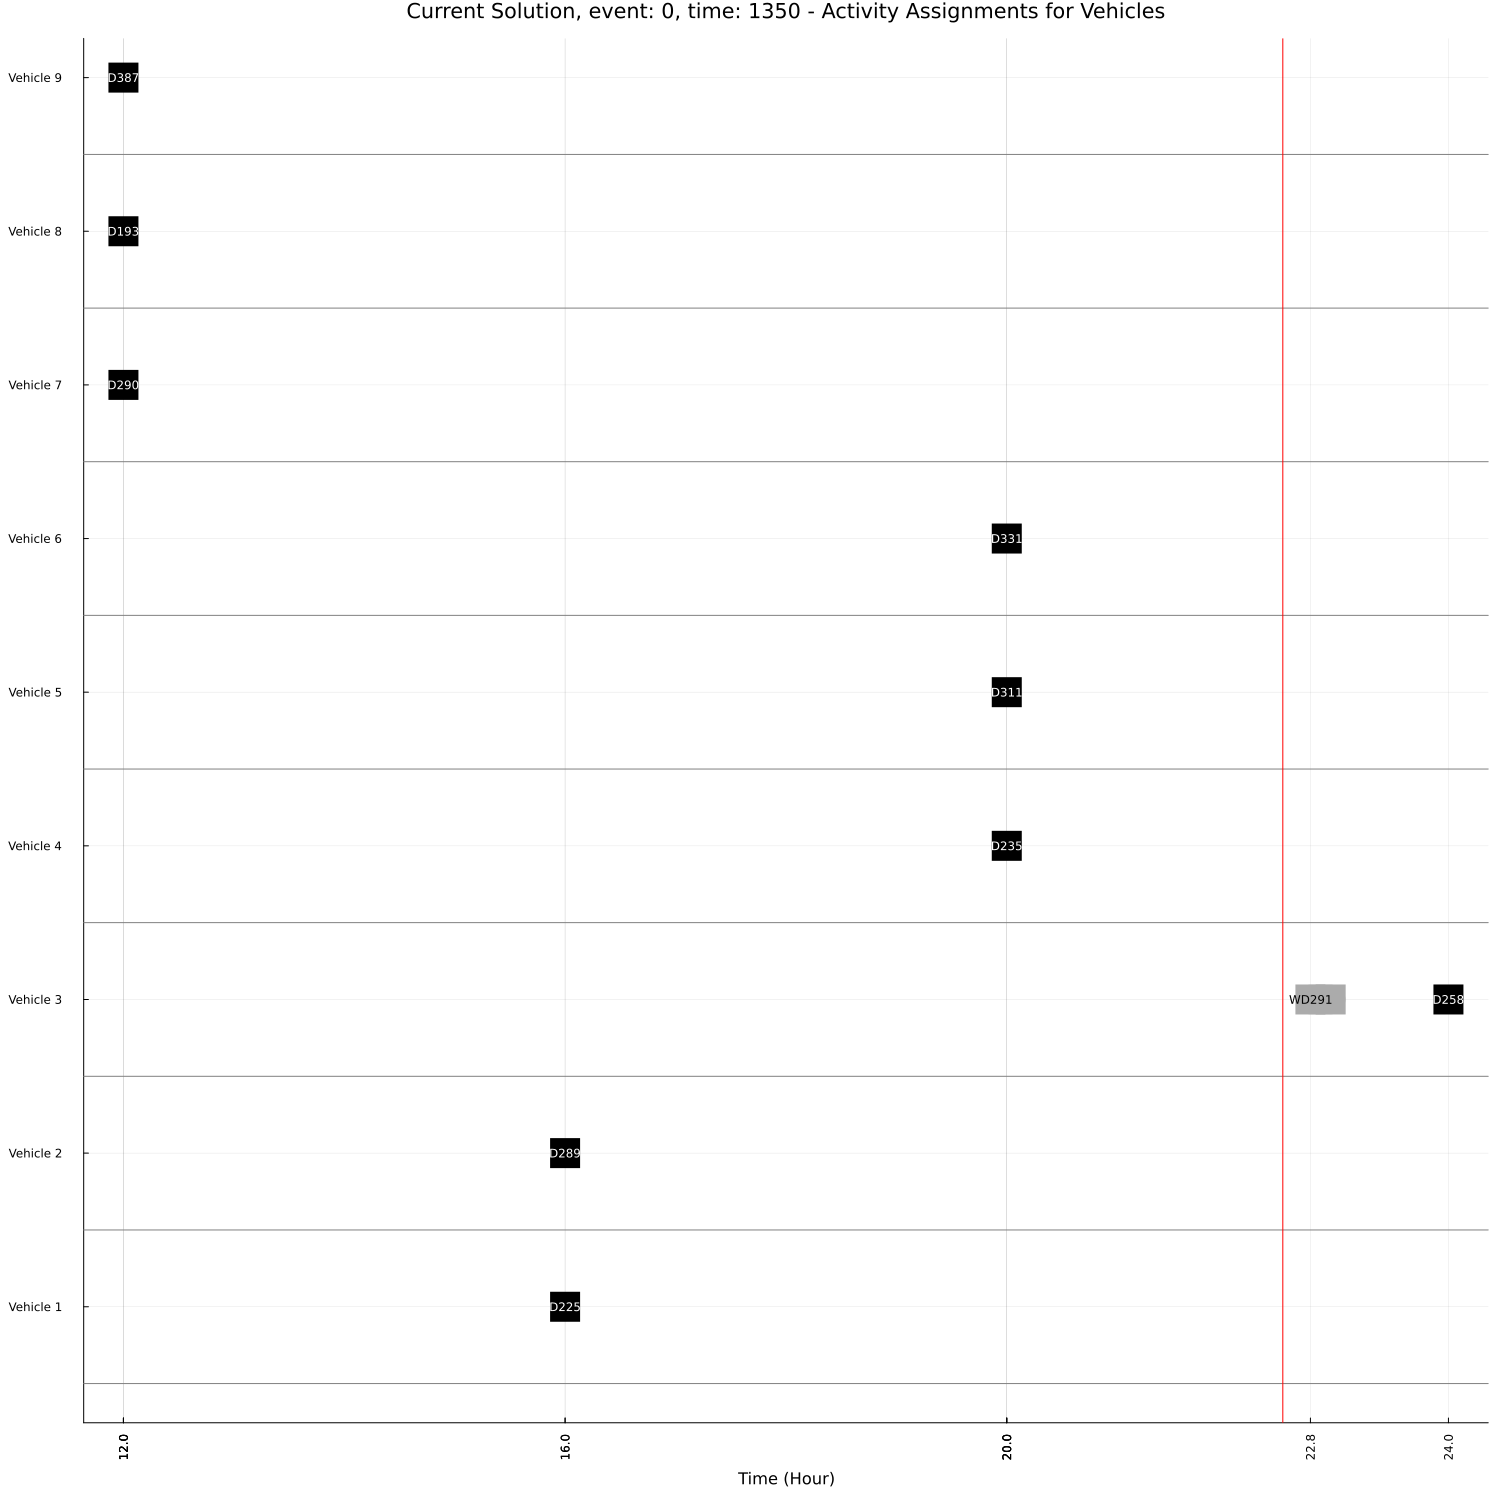 Current Solution, event: 0, time: 1350 - Activity Assignments for Vehicles
Vehicle 9
D387
Vehicle 8
D193
Vehicle 7
D290
Vehicle 6
D331
Vehicle 5
D311
Vehicle 4
D235
Vehicle 3
WD291
D258
Vehicle 2
D289
Vehicle 1
D225
12.0
16.0
20.0
22.8
24.0
Time (Hour)